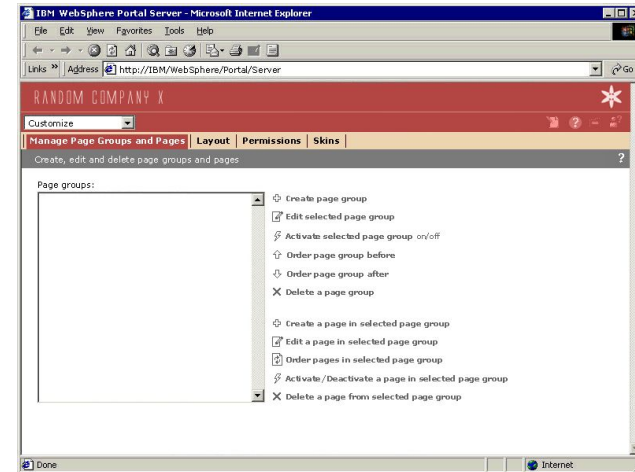 IBM WebSphere Portal Server - Microsoft Internet Explorer
File Edit View Favorites Tools Help
Links » Address http://IBM/WebSphere/Portal/Server Go
RANDOM COMPANY X
Customize
Manage Page Groups and Pages Layout Permissions Skins
Create, edit and delete page groups and pages ?
Page groups:
Create page group
Edit selected page group
Activate selected page group on/off
Order page group before
Order page group after
Delete a page group
Create a page in selected page group
Edit a page in selected page group
Order pages in selected page group
Activate/Deactivate a page in selected page group
Delete a page from selected page group
Done Internet